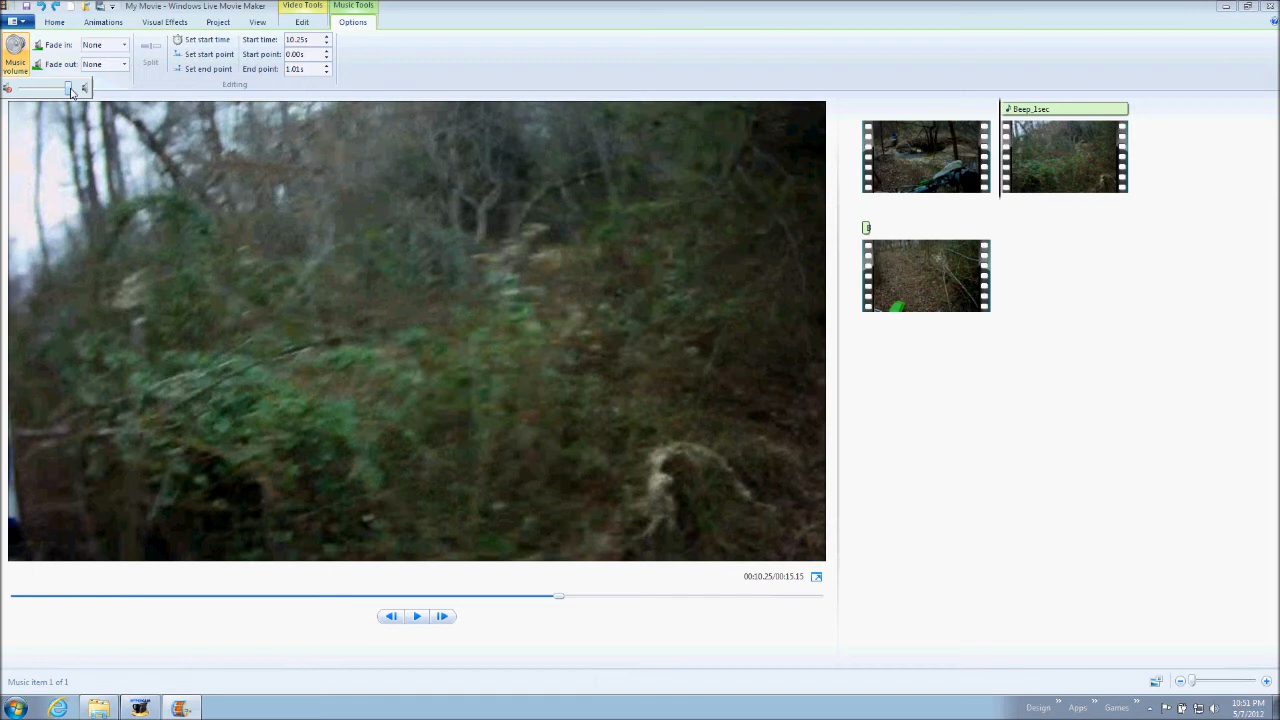 My Movie - Windows Live Movie Maker
Video Tools
Music Tools
Home
Animations
Visual Effects
Project
View
Edit
Options
Music volume
Fade in: None
Fade out: None
Split
Set start time
Set start point
Set end point
Start time: 10.25s
Start point: 0.00s
End point: 1.01s
Editing
Beep_1sec
B
00:10.25/00:15.15
Music item 1 of 1
Design
Apps
Games
10:51 PM
5/7/2012